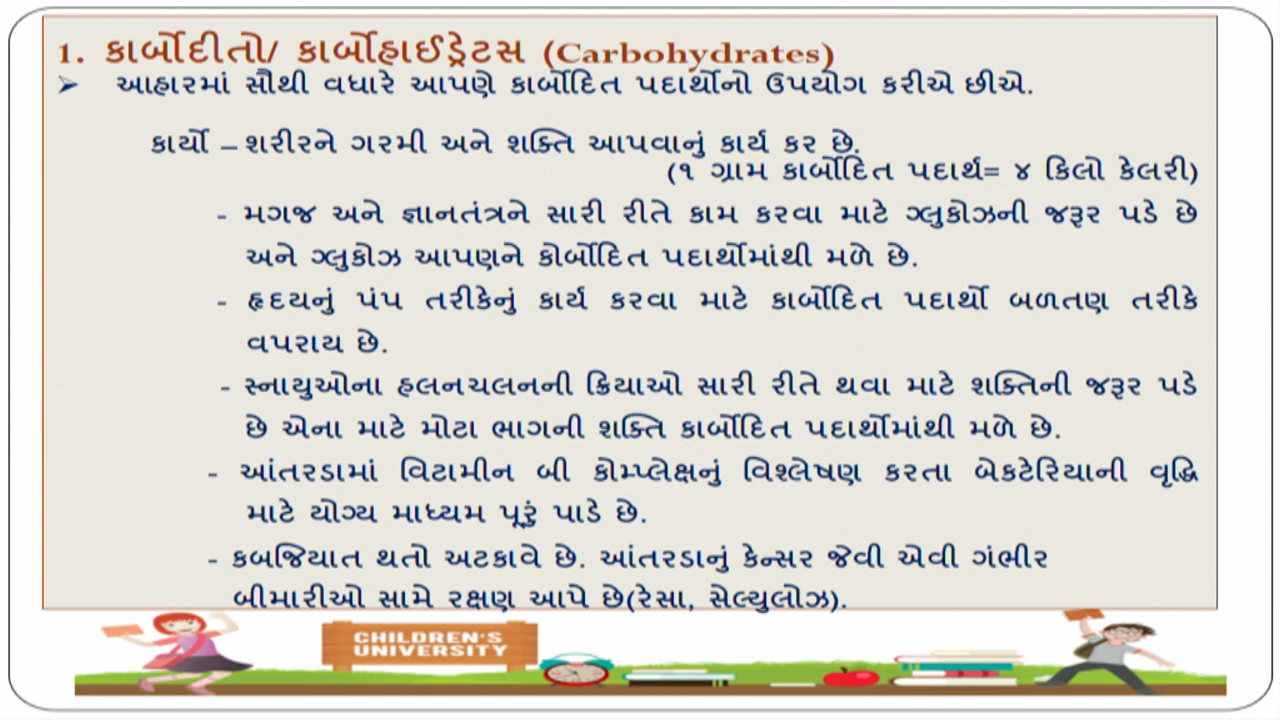 1. કાર્બોદીતો/ કાર્બોહાઈડ્રેટસ (Carbohydrates)
➢ આહારમાં સૌથી વધારે આપણે કાર્બોદિત પદાર્થોનો ઉપયોગ કરીએ છીએ.
કાર્યો – શરીરને ગરમી અને શક્તિ આપવાનું કાર્ય કર છે.
(૧ ગ્રામ કાર્બોદિત પદાર્થ= ૪ કિલો કેલરી)
- મગજ અને જ્ઞાનતંત્રને સારી રીતે કામ કરવા માટે ગ્લુકોઝની જરૂર પડે છે
અને ગ્લુકોઝ આપણને કોર્બોદિત પદાર્થોમાંથી મળે છે.
- હૃદયનું પંપ તરીકેનું કાર્ય કરવા માટે કાર્બોદિત પદાર્થો બળતણ તરીકે
વપરાય છે.
- સ્નાયુઓના હલનચલનની ક્રિયાઓ સારી રીતે થવા માટે શક્તિની જરૂર પડે
છે એના માટે મોટા ભાગની શક્તિ કાર્બોદિત પદાર્થોમાંથી મળે છે.
- આંતરડામાં વિટામીન બી કોમ્પ્લેક્ષનું વિશ્લેષણ કરતા બેકટેરિયાની વૃદ્ધિ
માટે યોગ્ય માધ્યમ પૂરું પાડે છે.
- કબજિયાત થતો અટકાવે છે. આંતરડાનું કેન્સર જેવી એવી ગંભીર
બીમારીઓ સામે રક્ષણ આપે છે(રેસા, સેલ્યુલોઝ).
CHILDREN'S
UNIVERSITY